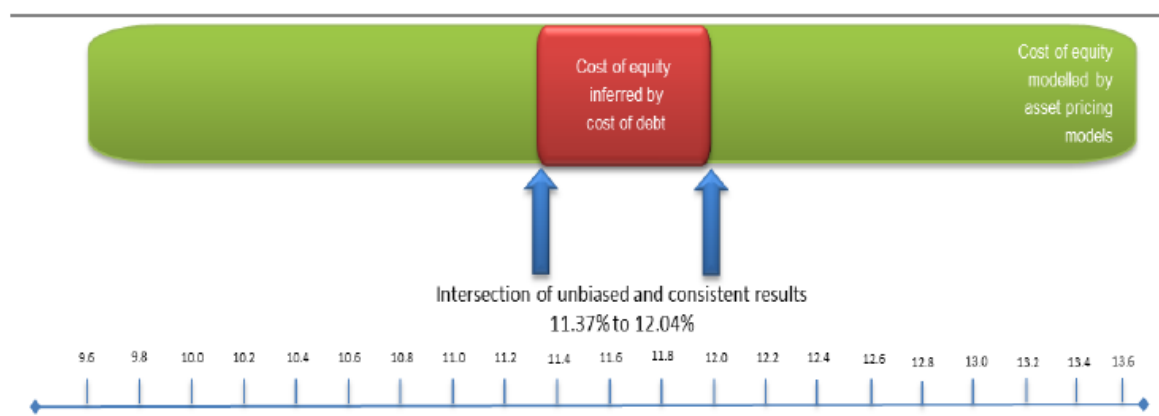 Cost of equity
inferred by
cost of debt
Cost of equity
modelled by
asset pricing
models
Intersection of unbiased and consistent results
11.37% to 12.04%
9.6 9.8 10.0 10.2 10.4 10.6 10.8 11.0 11.2 11.4 11.6 11.8 12.0 12.2 12.4 12.6 12.8 13.0 13.2 13.4 13.6